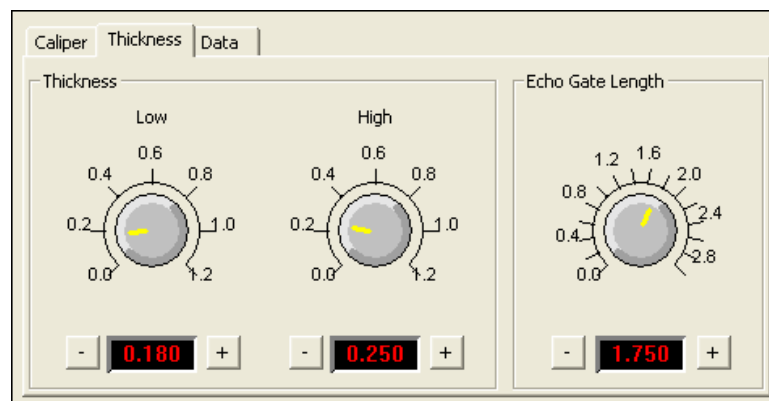 Caliper Thickness Data
Thickness
Low
0.0 0.2 0.4 0.6 0.8 1.0 1.2
- 0.180 +
High
0.0 0.2 0.4 0.6 0.8 1.0 1.2
- 0.250 +
Echo Gate Length
0.0 0.4 0.8 1.2 1.6 2.0 2.4 2.8
- 1.750 +